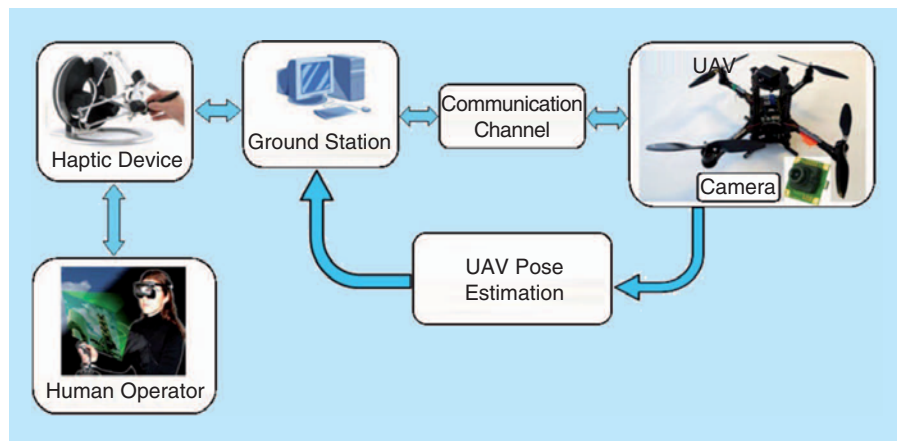 Haptic Device
Ground Station
Communication
Channel
UAV
Camera
UAV Pose
Estimation
Human Operator